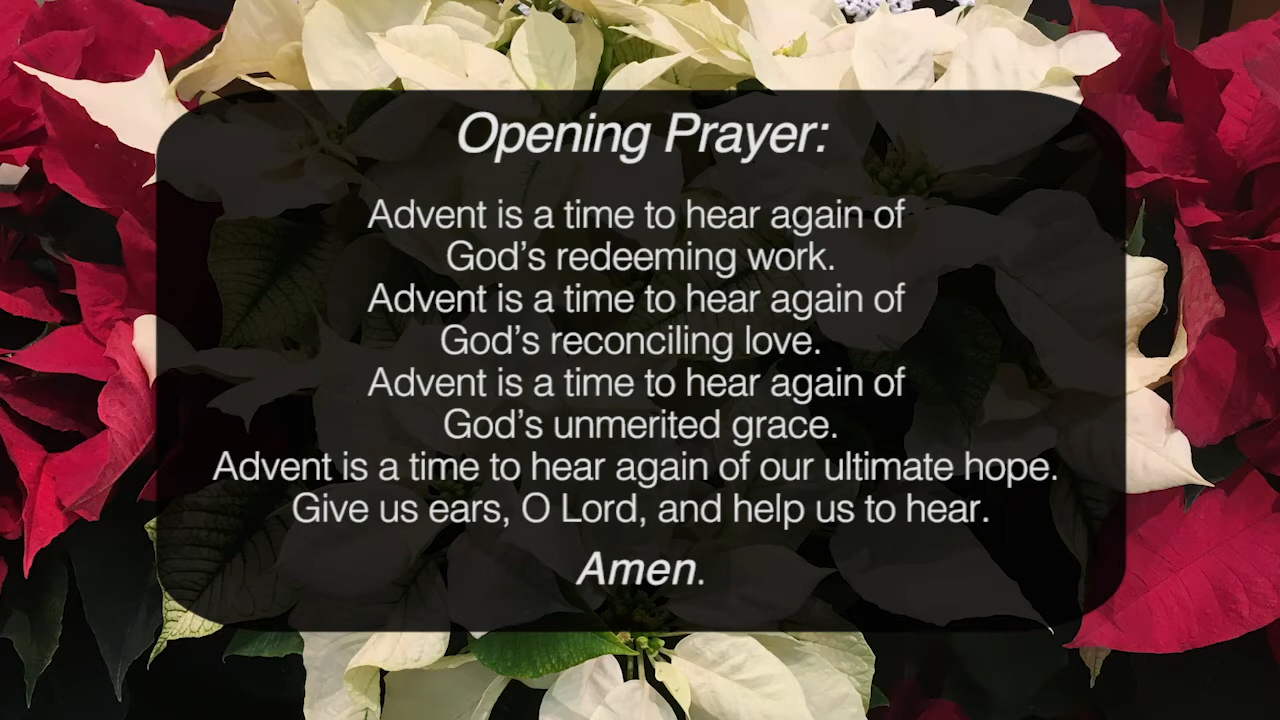 Opening Prayer:
Advent is a time to hear again of
God’s redeeming work.
Advent is a time to hear again of
God’s reconciling love.
Advent is a time to hear again of
God’s unmerited grace.
Advent is a time to hear again of our ultimate hope.
Give us ears, O Lord, and help us to hear.
Amen.